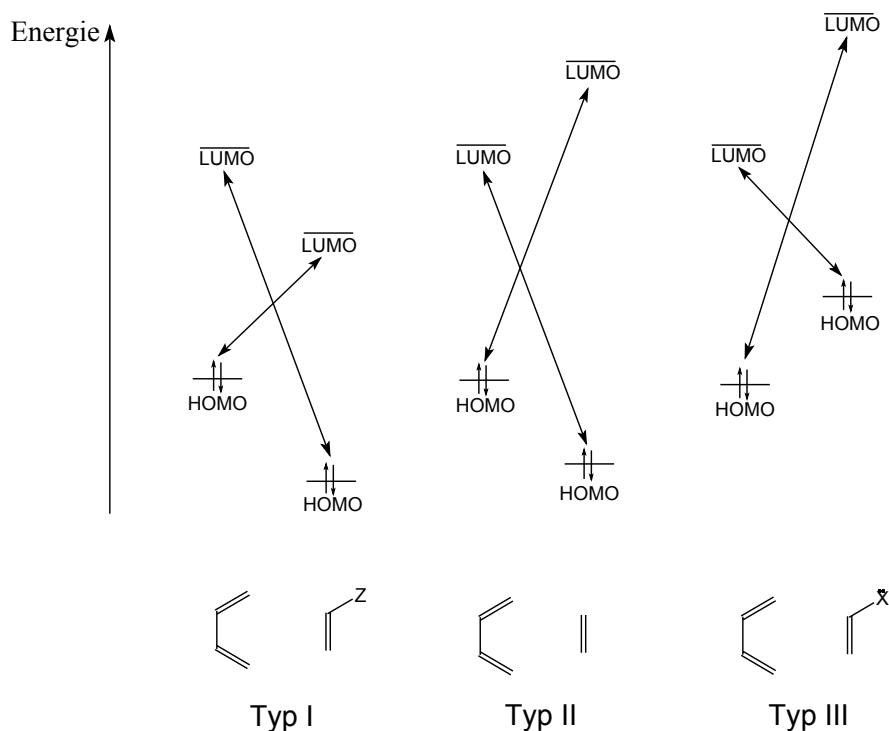 Energie
LUMO
LUMO
LUMO
LUMO
LUMO
LUMO
HOMO
HOMO
HOMO
HOMO
HOMO
HOMO
Z
X
Typ I
Typ II
Typ III